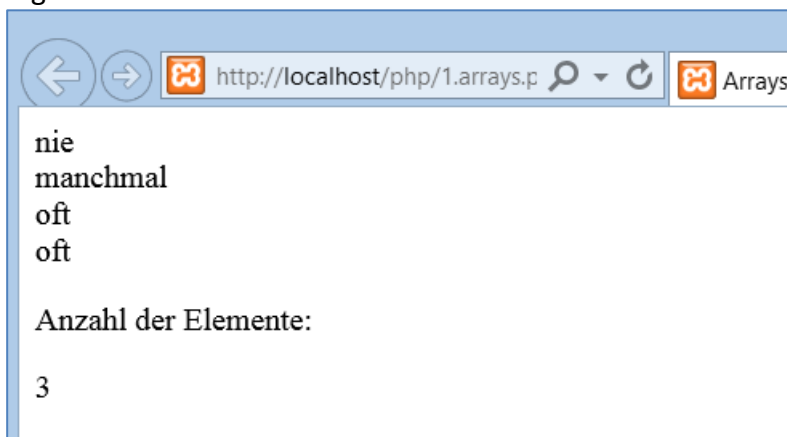 http://localhost/php/1.arrays.p
Arrays
nie
manchmal
oft
oft
Anzahl der Elemente:
3